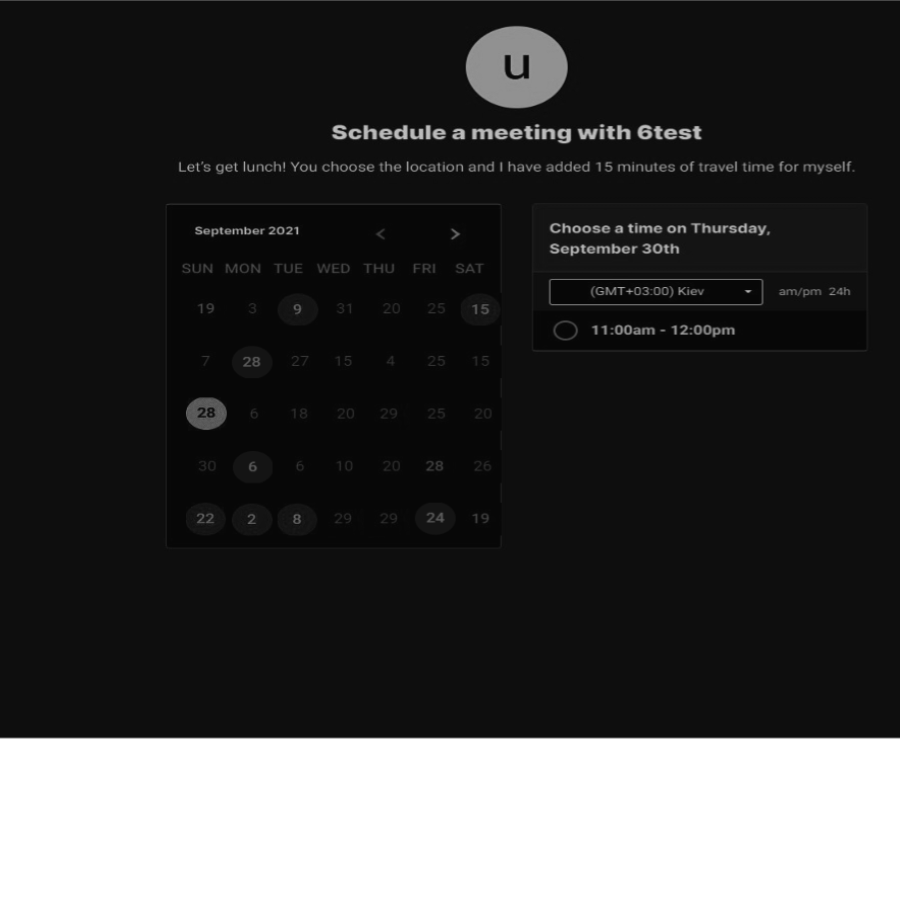 u
Schedule a meeting with 6test
Let's get lunch! You choose the location and I have added 15 minutes of travel time for myself.
September 2021 < >
SUN MON TUE WED THU FRI SAT
19 3 9 31 20 25 15
7 28 27 15 4 25 15
28 6 18 20 29 25 20
30 6 6 10 20 28 26
22 2 8 29 29 24 19
Choose a time on Thursday,
September 30th
(GMT+03:00) Kiev am/pm 24h
11:00am - 12:00pm